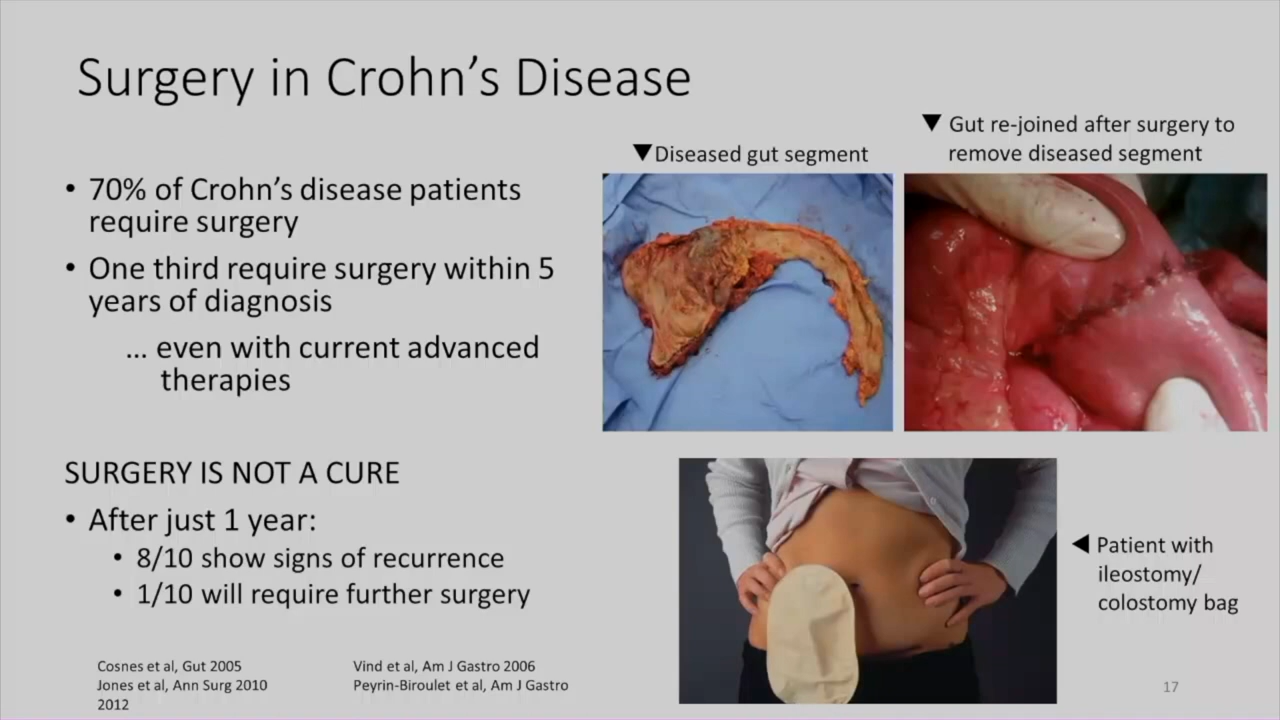 Surgery in Crohn's Disease
• 70% of Crohn's disease patients
require surgery
• One third require surgery within 5
years of diagnosis
... even with current advanced
therapies
SURGERY IS NOT A CURE
• After just 1 year:
• 8/10 show signs of recurrence
• 1/10 will require further surgery
▼Diseased gut segment
▼ Gut re-joined after surgery to
remove diseased segment
◀ Patient with
ileostomy/
colostomy bag
Cosnes et al, Gut 2005
Jones et al, Ann Surg 2010
2012
Vind et al, Am J Gastro 2006
Peyrin-Biroulet et al, Am J Gastro
17